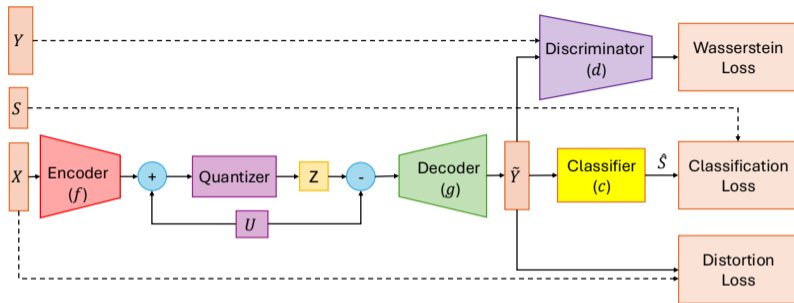 Y
Discriminator
(d)
Wasserstein
Loss
S
X
Encoder
(f)
+
Quantizer
Z
-
Decoder
(g)
Ỹ
Classifier
(c)
Ŝ
Classification
Loss
U
Distortion
Loss